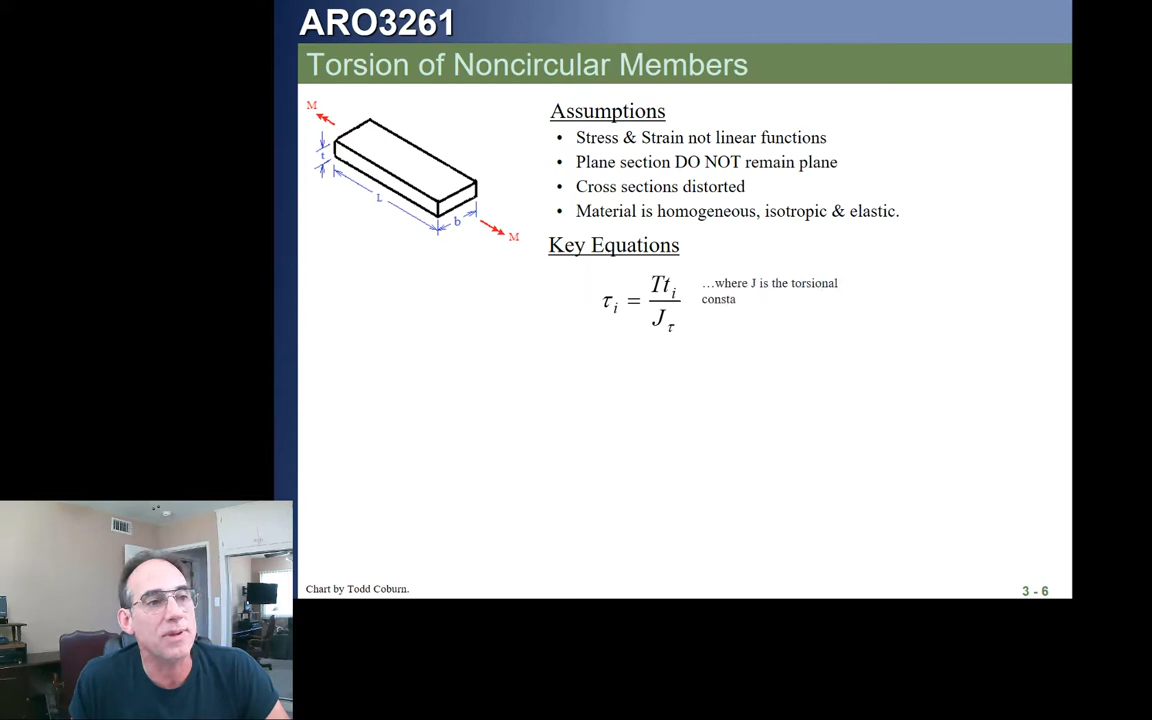 ARO3261
Torsion of Noncircular Members
M
t
L
b
M
Assumptions
• Stress & Strain not linear functions
• Plane section DO NOT remain plane
• Cross sections distorted
• Material is homogeneous, isotropic & elastic.
Key Equations
τi = Tti / Jτ
…where J is the torsional
consta
Chart by Todd Coburn.
3 - 6